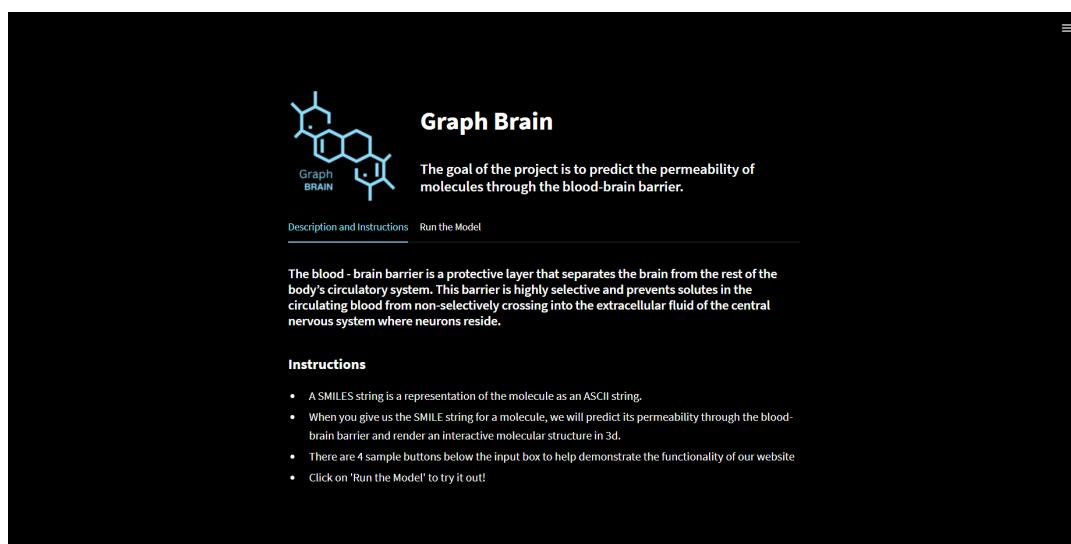 Graph
BRAIN
Graph Brain
The goal of the project is to predict the permeability of
molecules through the blood-brain barrier.
Description and Instructions Run the Model
The blood - brain barrier is a protective layer that separates the brain from the rest of the
body's circulatory system. This barrier is highly selective and prevents solutes in the
circulating blood from non-selectively crossing into the extracellular fluid of the central
nervous system where neurons reside.
Instructions
• A SMILES string is a representation of the molecule as an ASCII string.
• When you give us the SMILE string for a molecule, we will predict its permeability through the blood-
brain barrier and render an interactive molecular structure in 3d.
• There are 4 sample buttons below the input box to help demonstrate the functionality of our website
• Click on 'Run the Model' to try it out!